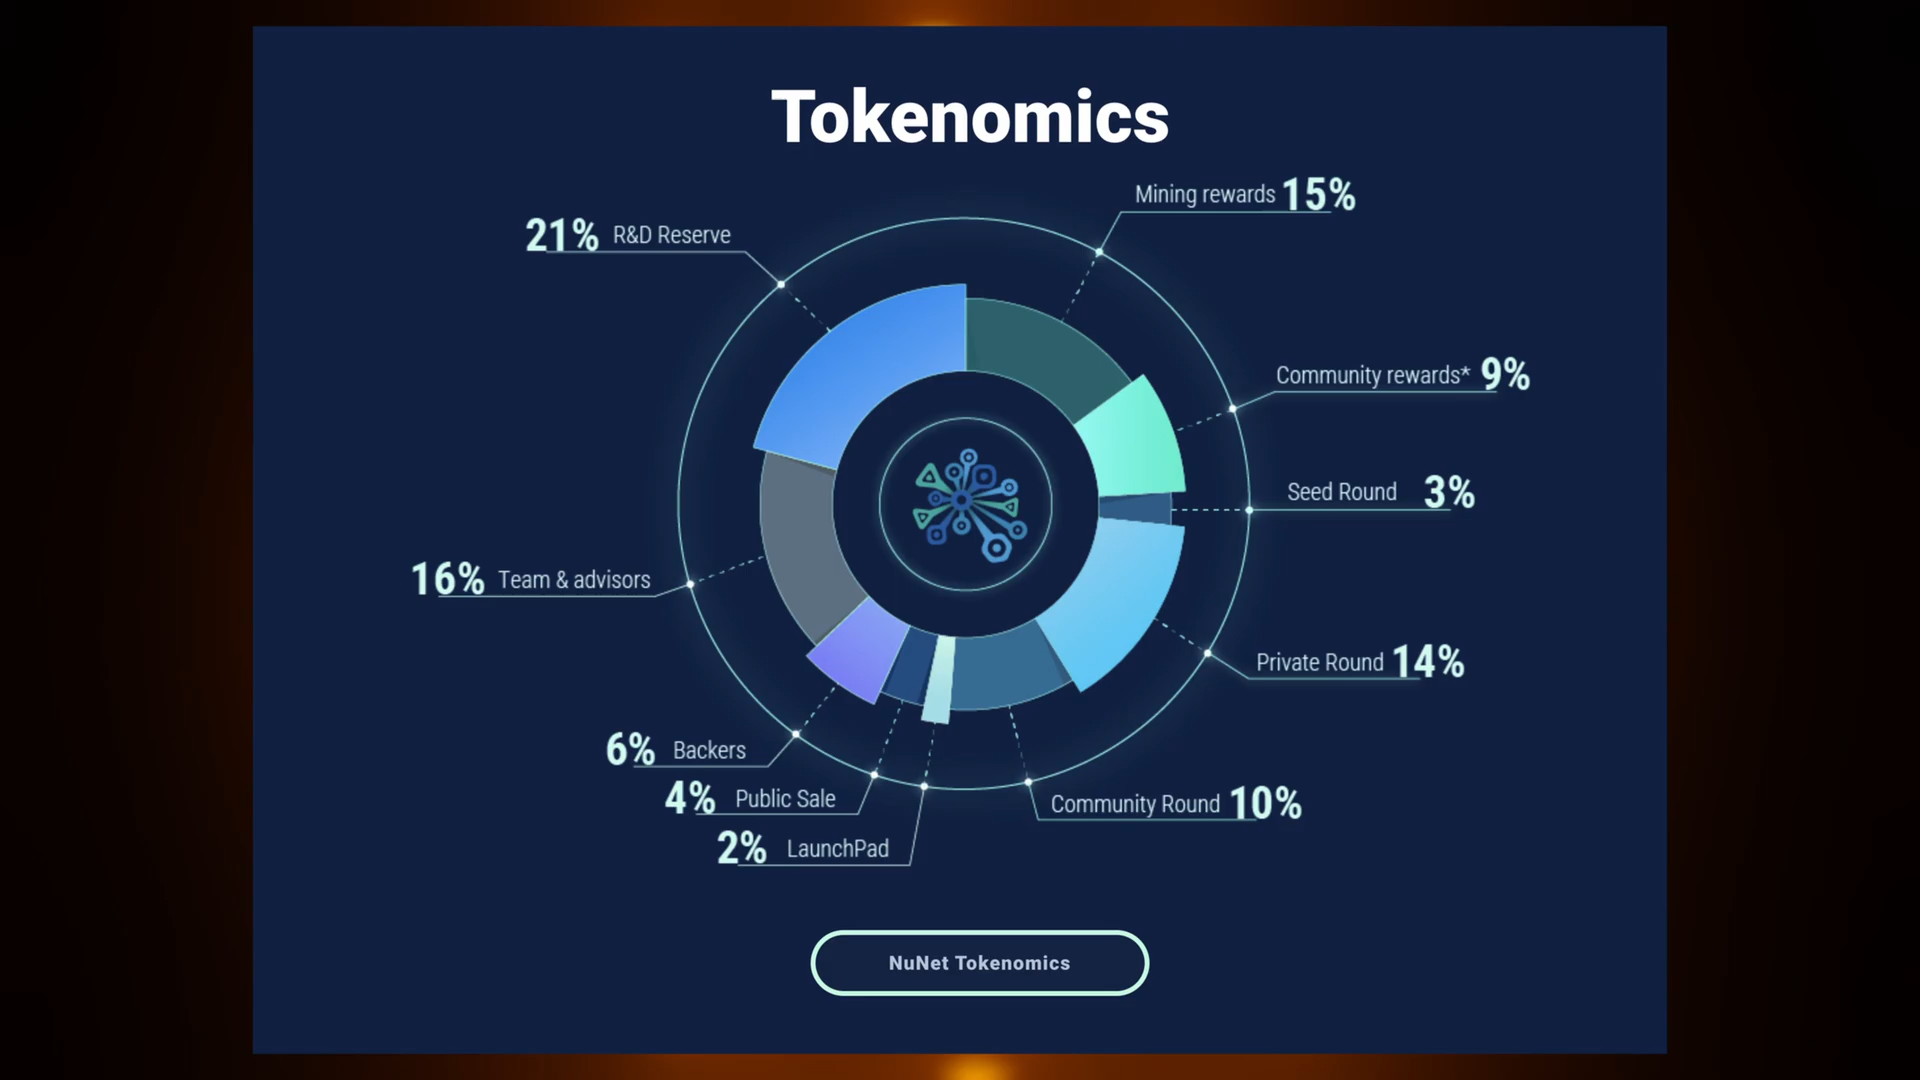 Tokenomics
Mining rewards 15%
21% R&D Reserve
Community rewards* 9%
Seed Round 3%
16% Team & advisors
Private Round 14%
6% Backers
4% Public Sale
Community Round 10%
2% LaunchPad
NuNet Tokenomics